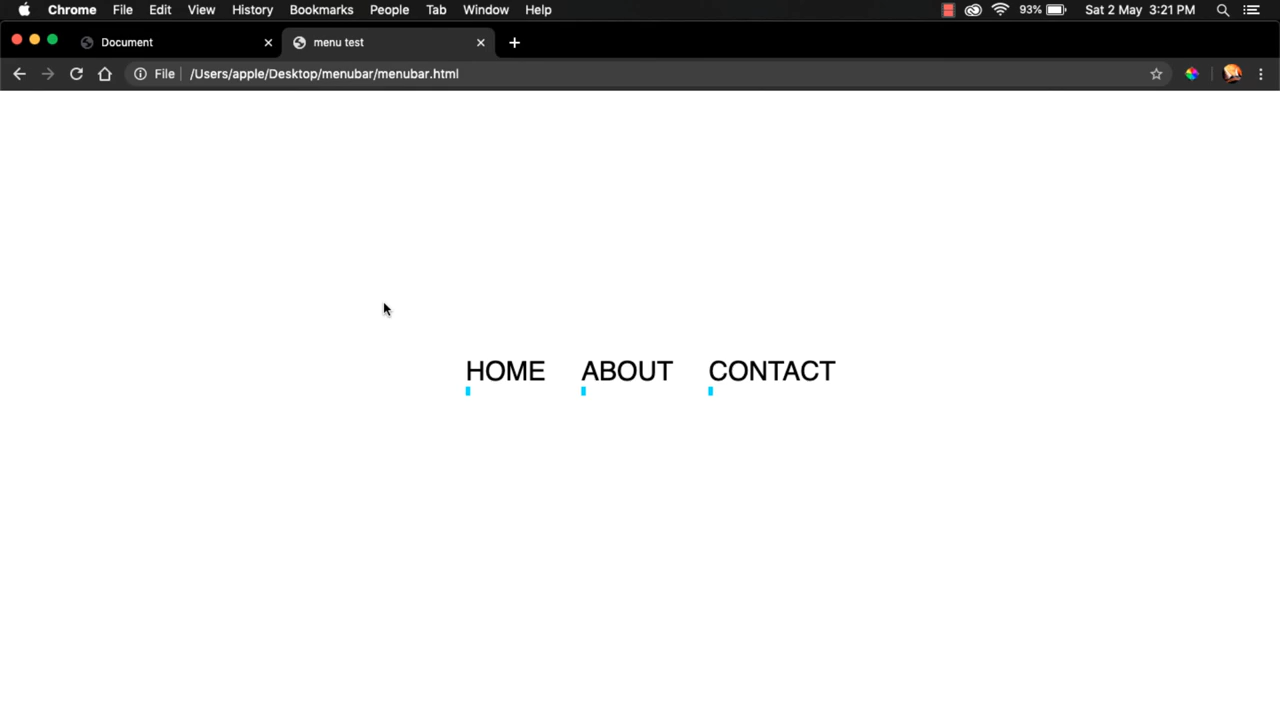 Chrome File Edit View History Bookmarks People Tab Window Help 93% Sat 2 May 3:21 PM
Document menu test
File /Users/apple/Desktop/menubar/menubar.html
HOME ABOUT CONTACT